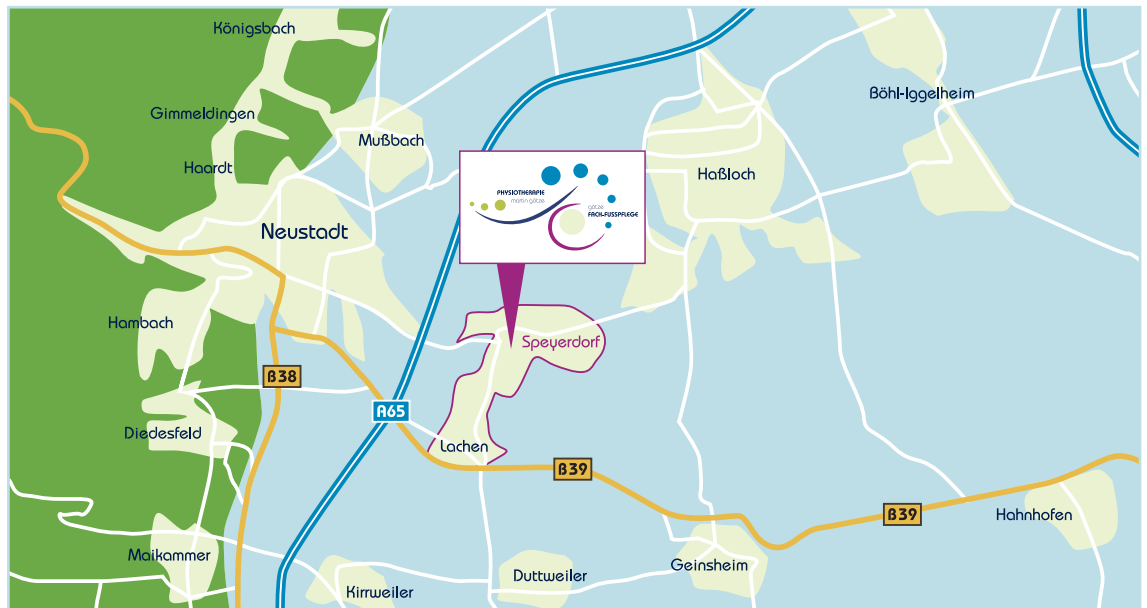 Königsbach
Böhl-Iggelheim
Gimmeldingen
Mußbach
Haardt
Haßloch
PHYSIOTHERAPIE
martin götze
götze
FACH-FUSSPFLEGE
Neustadt
Hambach
Speyerdorf
B38
A65
Diedesfeld
Lachen
B39
B39
Hahnhofen
Maikammer
Geinsheim
Duttweiler
Kirrweiler